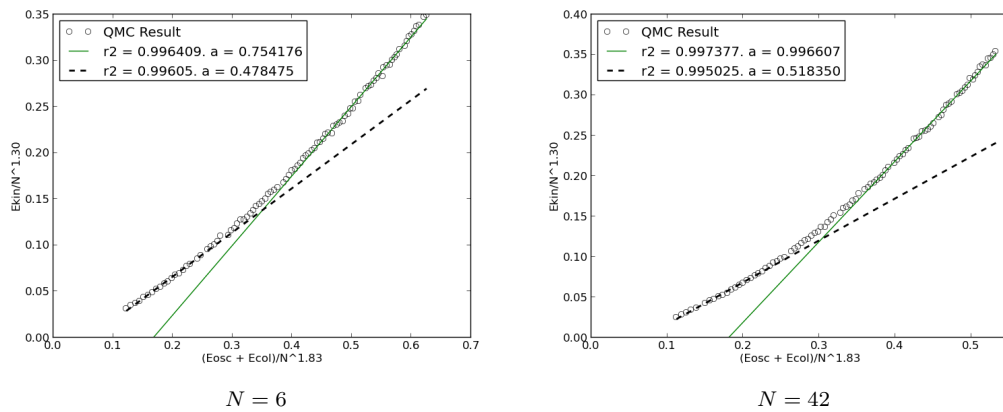 0.35
0.30
0.25
0.20
0.15
0.10
0.05
0.00
Ekin/N^1.30
QMC Result
r2 = 0.996409. a = 0.754176
r2 = 0.99605. a = 0.478475
0.0 0.1 0.2 0.3 0.4 0.5 0.6 0.7
(Eosc + Ecol)/N^1.83
N = 6
0.40
0.35
0.30
0.25
0.20
0.15
0.10
0.05
0.00
Ekin/N^1.30
QMC Result
r2 = 0.997377. a = 0.996607
r2 = 0.995025. a = 0.518350
0.0 0.1 0.2 0.3 0.4 0.5
(Eosc + Ecol)/N^1.83
N = 42